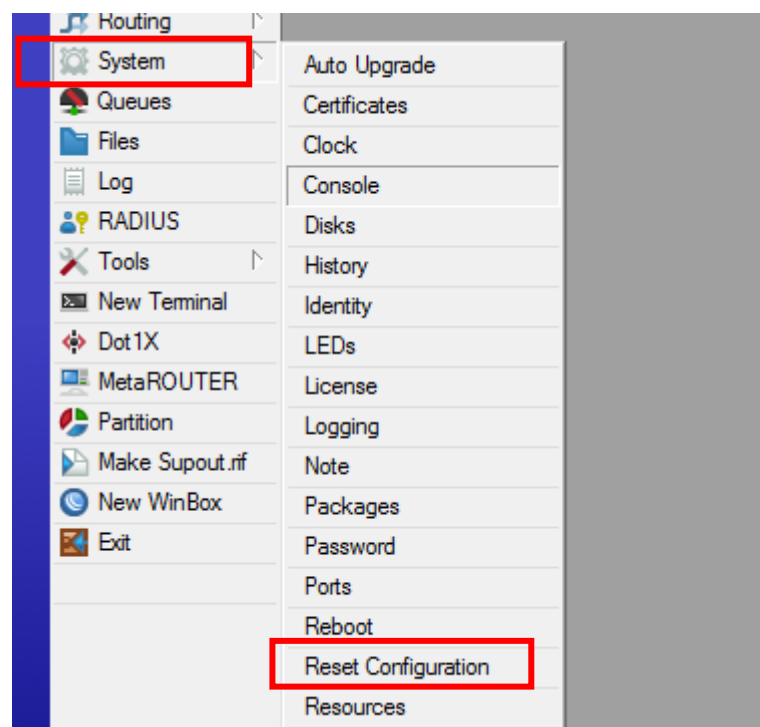 Routing
System
Queues
Files
Log
RADIUS
Tools
New Terminal
Dot1X
MetaROUTER
Partition
Make Supout.rif
New WinBox
Exit
Auto Upgrade
Certificates
Clock
Console
Disks
History
Identity
LEDs
License
Logging
Note
Packages
Password
Ports
Reboot
Reset Configuration
Resources